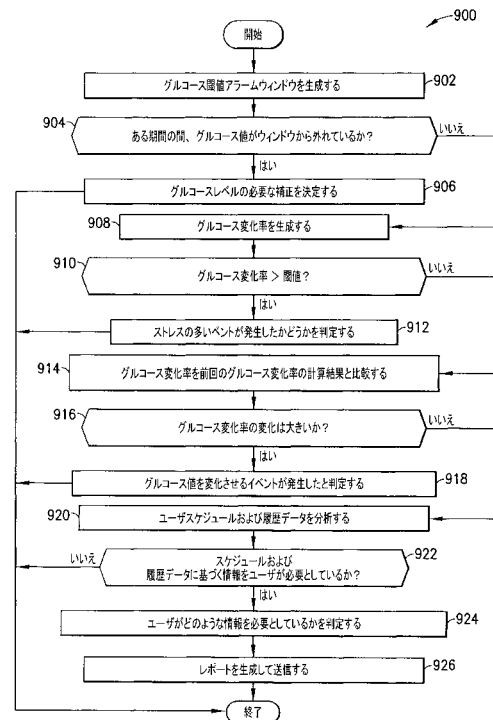 900
開始
グルコース閾値アラームウィンドウを生成する
902
904
ある期間の間、グルコース値がウィンドウから外れているか?
いいえ
はい
グルコースレベルの必要な補正を決定する
906
908
グルコース変化率を生成する
910
グルコース変化率 > 閾値?
いいえ
はい
ストレスの多いベントが発生したかどうかを判定する
912
914
グルコース変化率を前回のグルコース変化率の計算結果と比較する
916
グルコース変化率の変化は大きいか?
いいえ
はい
グルコース値を変化させるイベントが発生したと判定する
918
920
ユーザスケジュールおよび履歴データを分析する
いいえ
スケジュールおよび
履歴データに基づく情報をユーザが必要としているか?
922
はい
ユーザがどのような情報を必要としているかを判定する
924
レポートを生成して送信する
926
終了